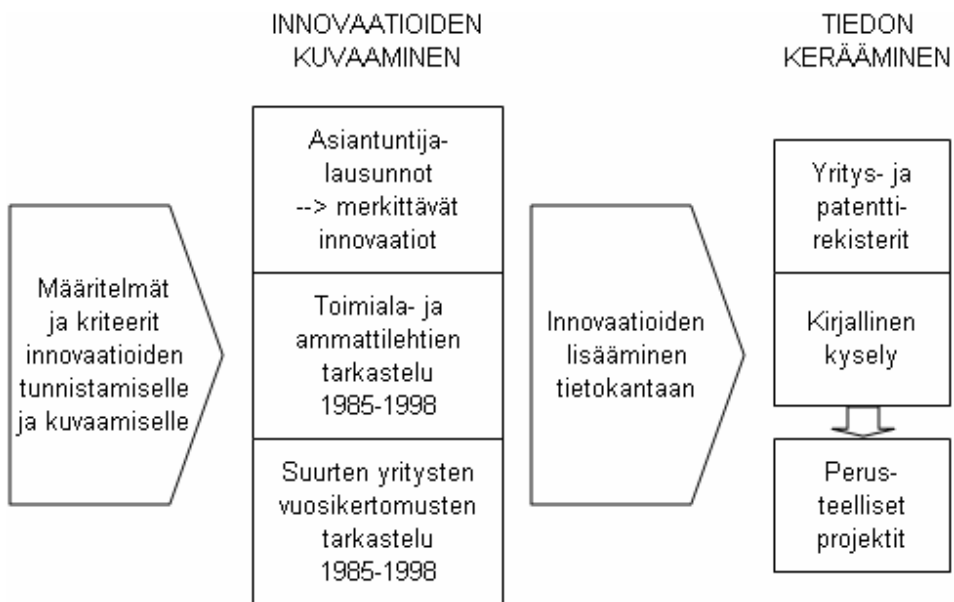 INNOVAATIOIDEN
KUVAAMINEN
TIEDON
KERÄÄMINEN
Määritelmät
ja kriteerit
innovaatioiden
tunnistamiselle
ja kuvaamiselle
Asiantuntija-
lausunnot
--> merkittävät
innovaatiot
Toimiala- ja
ammattilehtien
tarkastelu
1985-1998
Suurten yritysten
vuosikertomusten
tarkastelu
1985-1998
Innovaatioiden
lisääminen
tietokantaan
Yritys- ja
patentti-
rekisterit
Kirjallinen
kysely
Perus-
teelliset
projektit